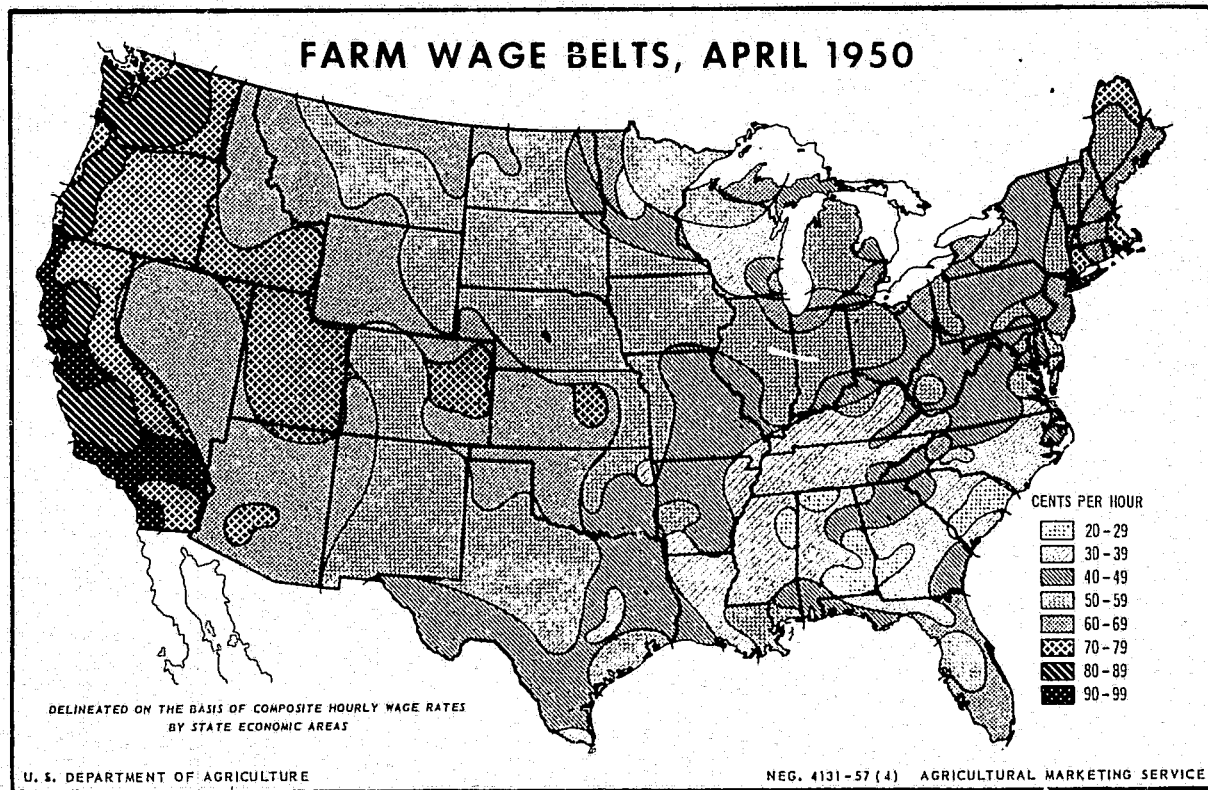 FARM WAGE BELTS, APRIL 1950
CENTS PER HOUR
20-29
30-39
40-49
50-59
60-69
70-79
80-89
90-99
DELINEATED ON THE BASIS OF COMPOSITE HOURLY WAGE RATES
BY STATE ECONOMIC AREAS
U. S. DEPARTMENT OF AGRICULTURE
NEG. 4131-57 (4) AGRICULTURAL MARKETING SERVICE